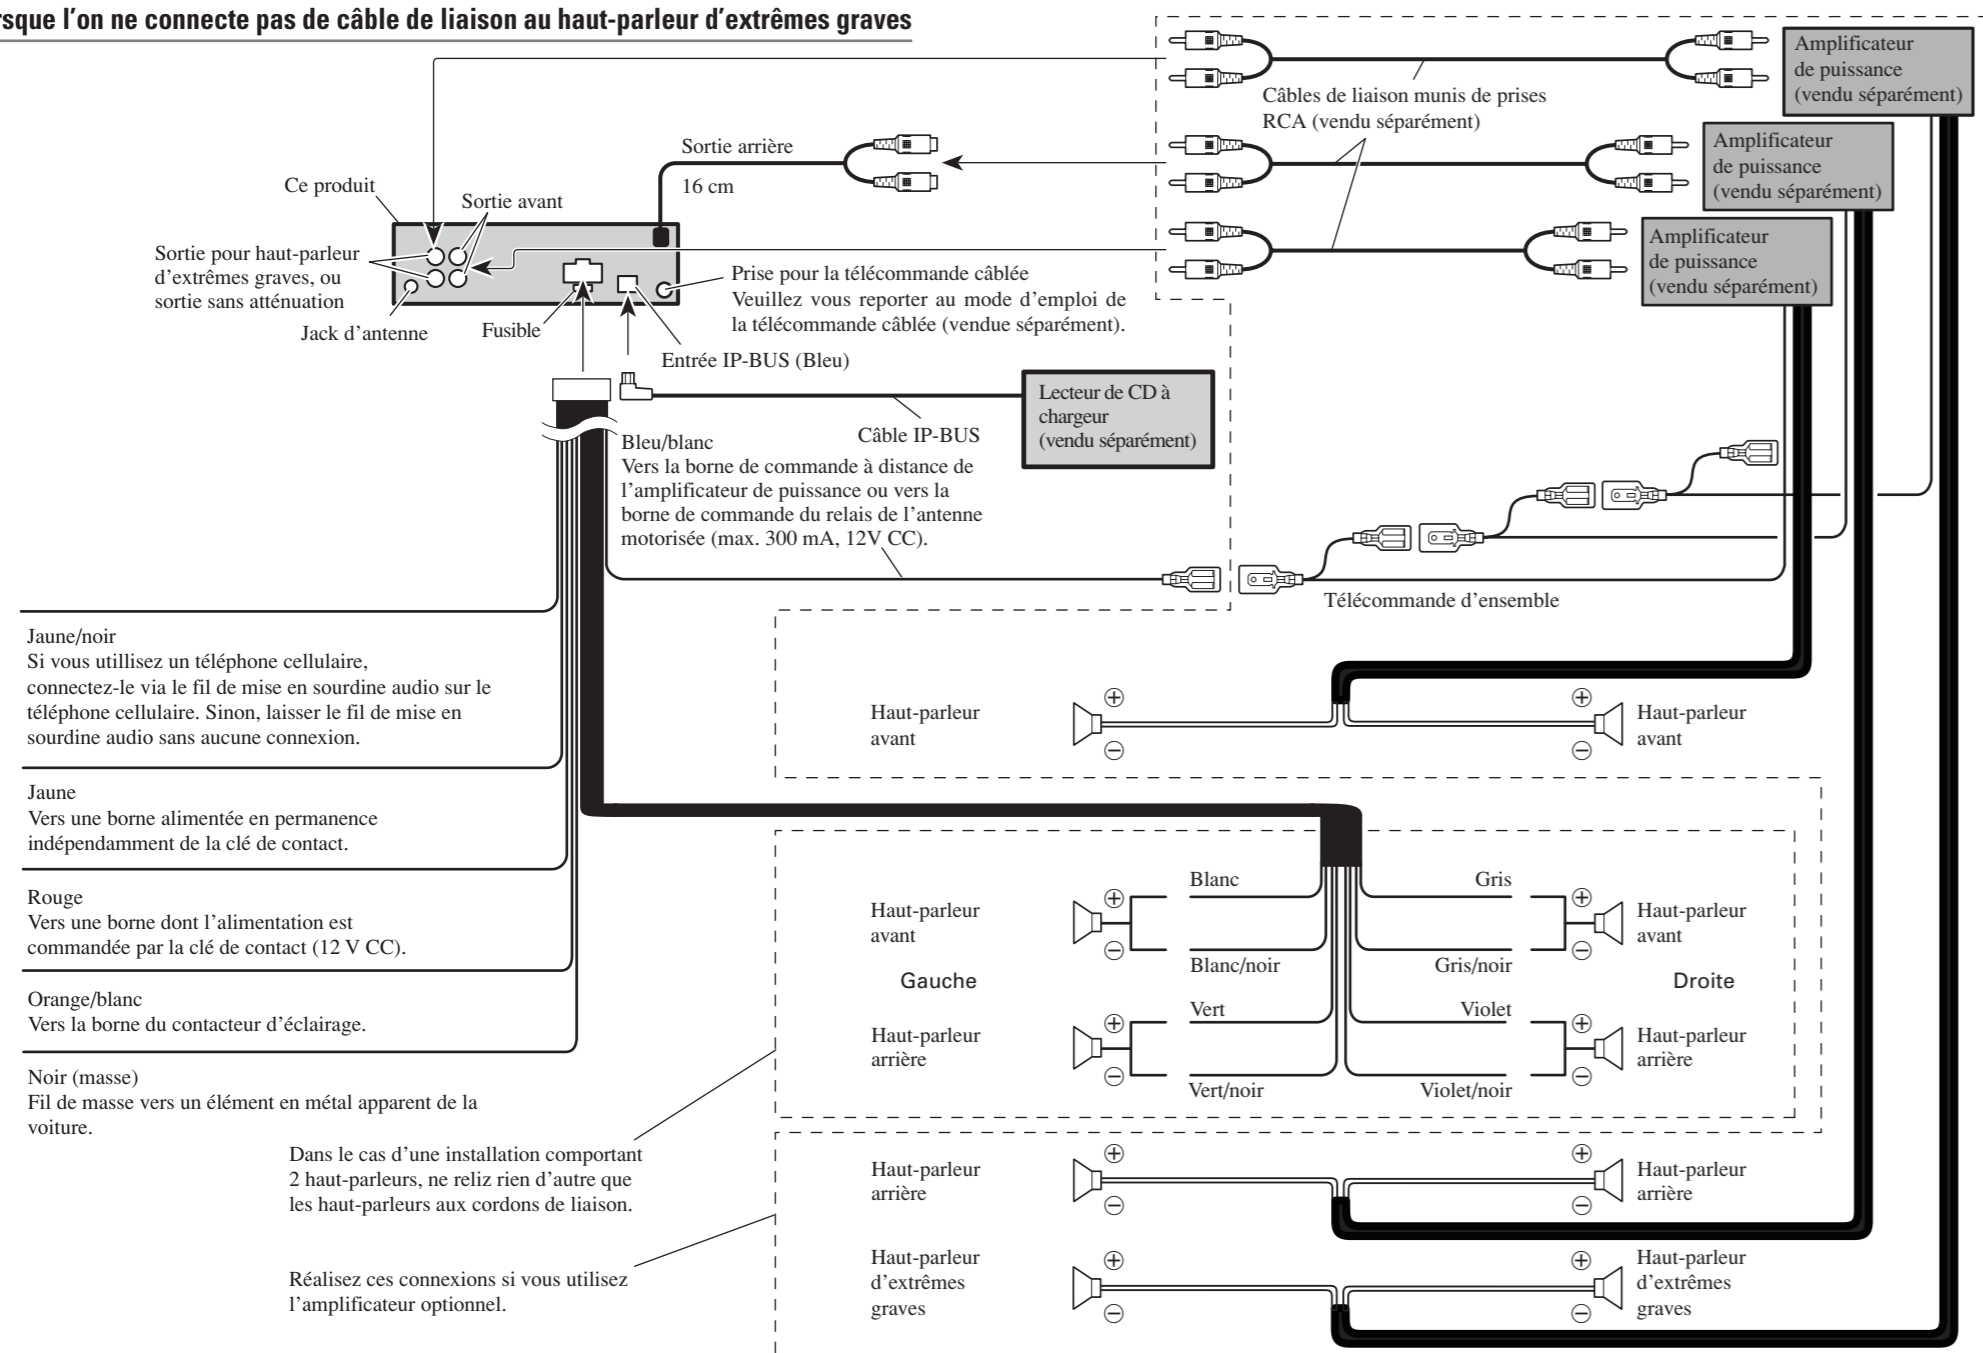 rsque l'on ne connecte pas de câble de liaison au haut-parleur d'extrêmes graves
Amplificateur
de puissance
(vendu séparément)
Câbles de liaison munis de prises
RCA (vendu séparément)
Amplificateur
de puissance
(vendu séparément)
Sortie arrière
16 cm
Ce produit
Sortie avant
Amplificateur
de puissance
(vendu séparément)
Sortie pour haut-parleur
d'extrêmes graves, ou
sortie sans atténuation
Prise pour la télécommande câblée
Veuillez vous reporter au mode d'emploi de
la télécommande câblée (vendue séparément).
Jack d'antenne
Fusible
Entrée IP-BUS (Bleu)
Lecteur de CD à
chargeur
(vendu séparément)
Câble IP-BUS
Bleu/blanc
Vers la borne de commande à distance de
l'amplificateur de puissance ou vers la
borne de commande du relais de l'antenne
motorisée (max. 300 mA, 12V CC).
Télécommande d'ensemble
Jaune/noir
Si vous utillisez un téléphone cellulaire,
connectez-le via le fil de mise en sourdine audio sur le
téléphone cellulaire. Sinon, laisser le fil de mise en
sourdine audio sans aucune connexion.
Haut-parleur
avant
+
−
+
−
Haut-parleur
avant
Jaune
Vers une borne alimentée en permanence
indépendamment de la clé de contact.
Rouge
Vers une borne dont l'alimentation est
commandée par la clé de contact (12 V CC).
Orange/blanc
Vers la borne du contacteur d'éclairage.
Noir (masse)
Fil de masse vers un élément en métal apparent de la
voiture.
Haut-parleur
avant
+
−
Blanc
Blanc/noir
Gris
Gris/noir
+
−
Haut-parleur
avant
Gauche
Droite
Haut-parleur
arrière
+
−
Vert
Vert/noir
Violet
Violet/noir
+
−
Haut-parleur
arrière
Dans le cas d'une installation comportant
2 haut-parleurs, ne reliz rien d'autre que
les haut-parleurs aux cordons de liaison.
Haut-parleur
arrière
+
−
+
−
Haut-parleur
arrière
Réalisez ces connexions si vous utilisez
l'amplificateur optionnel.
Haut-parleur
d'extrêmes
graves
+
−
+
−
Haut-parleur
d'extrêmes
graves